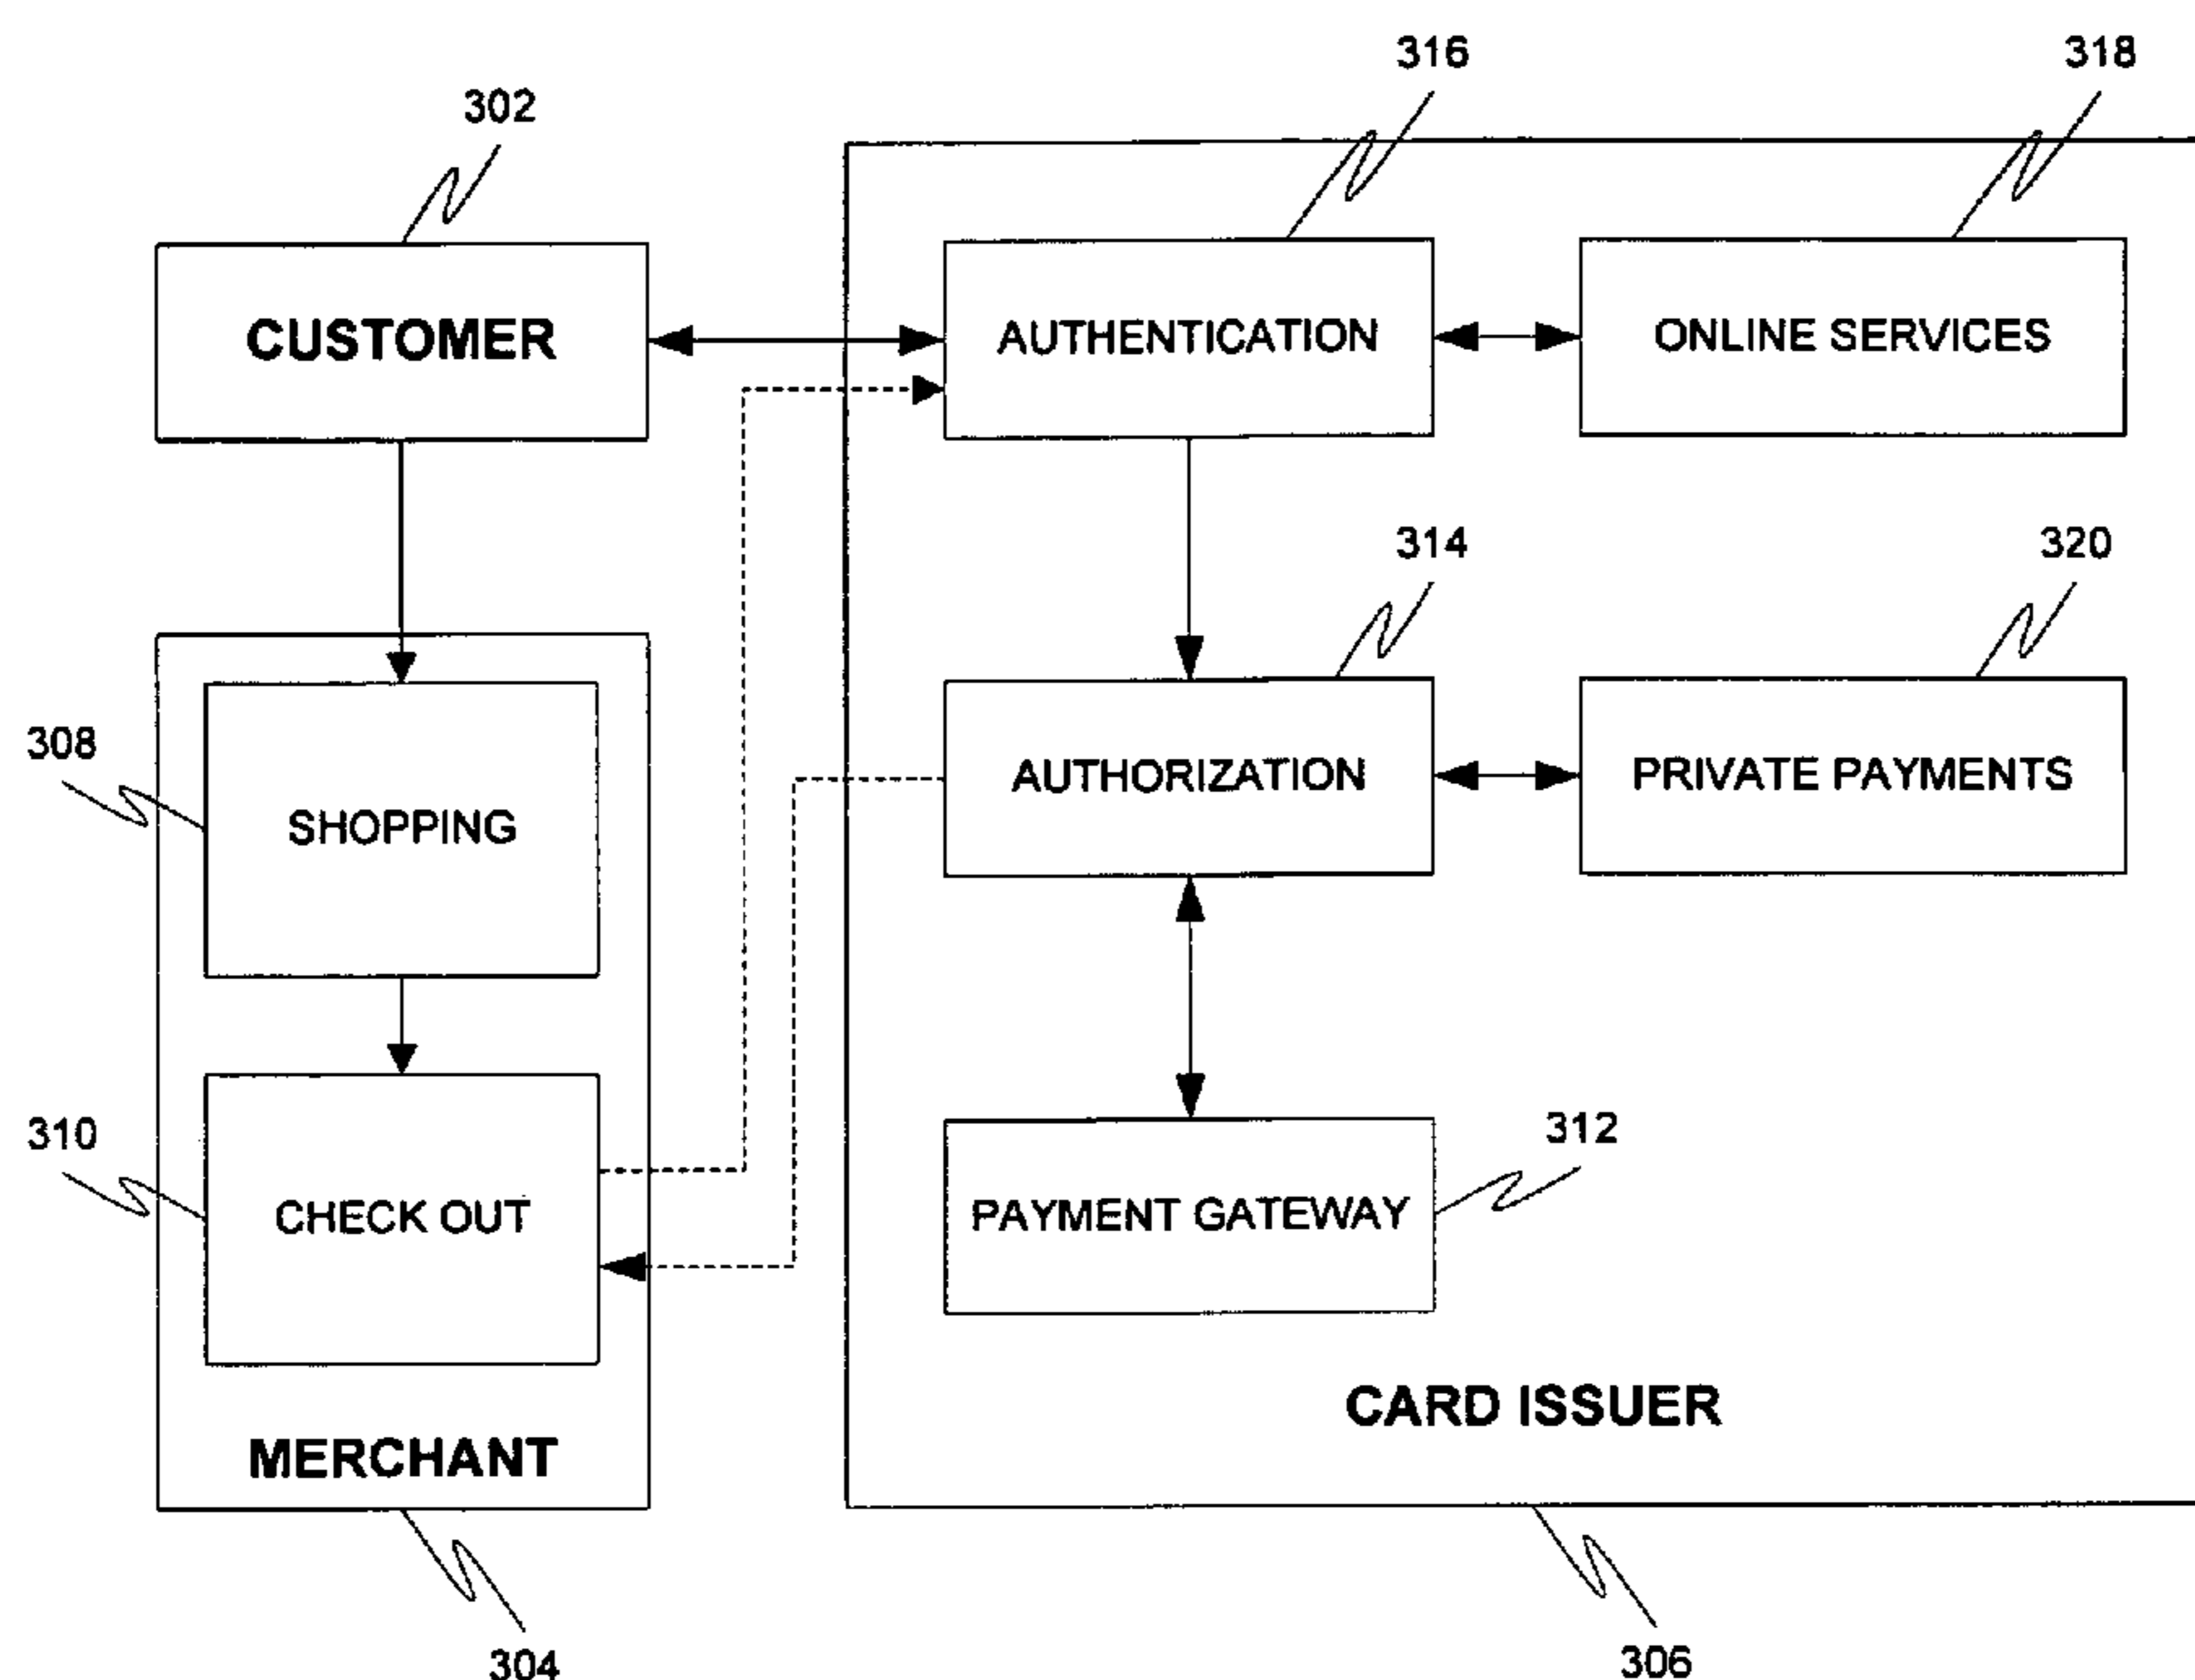 316
318
302
CUSTOMER
AUTHENTICATION
ONLINE SERVICES
314
320
308
SHOPPING
AUTHORIZATION
PRIVATE PAYMENTS
310
CHECK OUT
312
PAYMENT GATEWAY
CARD ISSUER
MERCHANT
304
306